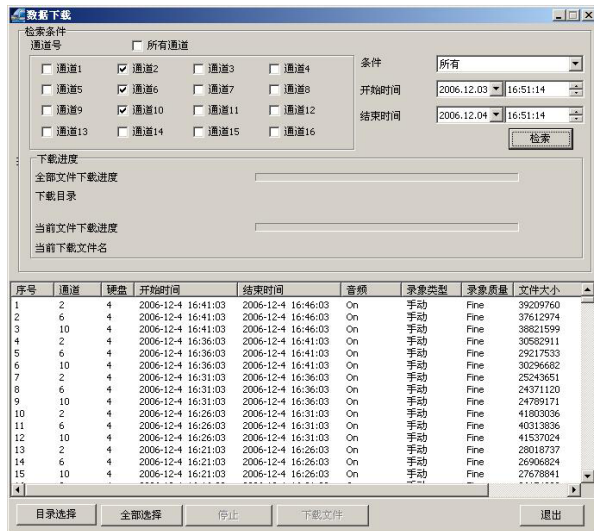 数据下载
检索条件
通道号 所有通道
通道1 通道2 通道3 通道4 条件 所有
通道5 通道6 通道7 通道8 开始时间 2006.12.03 16:51:14
通道9 通道10 通道11 通道12 结束时间 2006.12.04 16:51:14
通道13 通道14 通道15 通道16
检索
下载进度
全部文件下载进度
下载目录
当前文件下载进度
当前下载文件名
序号 通道 硬盘 开始时间 结束时间 音频 录象类型 录象质量 文件大小
1 2 4 2006-12-4 16:41:03 2006-12-4 16:46:03 On 手动 Fine 39209760
2 6 4 2006-12-4 16:41:03 2006-12-4 16:46:03 On 手动 Fine 37612974
3 10 4 2006-12-4 16:41:03 2006-12-4 16:46:03 On 手动 Fine 38821599
4 2 4 2006-12-4 16:36:03 2006-12-4 16:41:03 On 手动 Fine 30582911
5 6 4 2006-12-4 16:36:03 2006-12-4 16:41:03 On 手动 Fine 29217533
6 10 4 2006-12-4 16:36:03 2006-12-4 16:41:03 On 手动 Fine 30296682
7 2 4 2006-12-4 16:31:03 2006-12-4 16:36:03 On 手动 Fine 25243651
8 6 4 2006-12-4 16:31:03 2006-12-4 16:36:03 On 手动 Fine 24371120
9 10 4 2006-12-4 16:31:03 2006-12-4 16:36:03 On 手动 Fine 24789171
10 2 4 2006-12-4 16:26:03 2006-12-4 16:31:03 On 手动 Fine 41803036
11 6 4 2006-12-4 16:26:03 2006-12-4 16:31:03 On 手动 Fine 40313836
12 10 4 2006-12-4 16:26:03 2006-12-4 16:31:03 On 手动 Fine 41537024
13 2 4 2006-12-4 16:21:03 2006-12-4 16:26:03 On 手动 Fine 28018737
14 6 4 2006-12-4 16:21:03 2006-12-4 16:26:03 On 手动 Fine 26906824
15 10 4 2006-12-4 16:21:03 2006-12-4 16:26:03 On 手动 Fine 27678841
目录选择 全部选择 停止 下载文件 退出